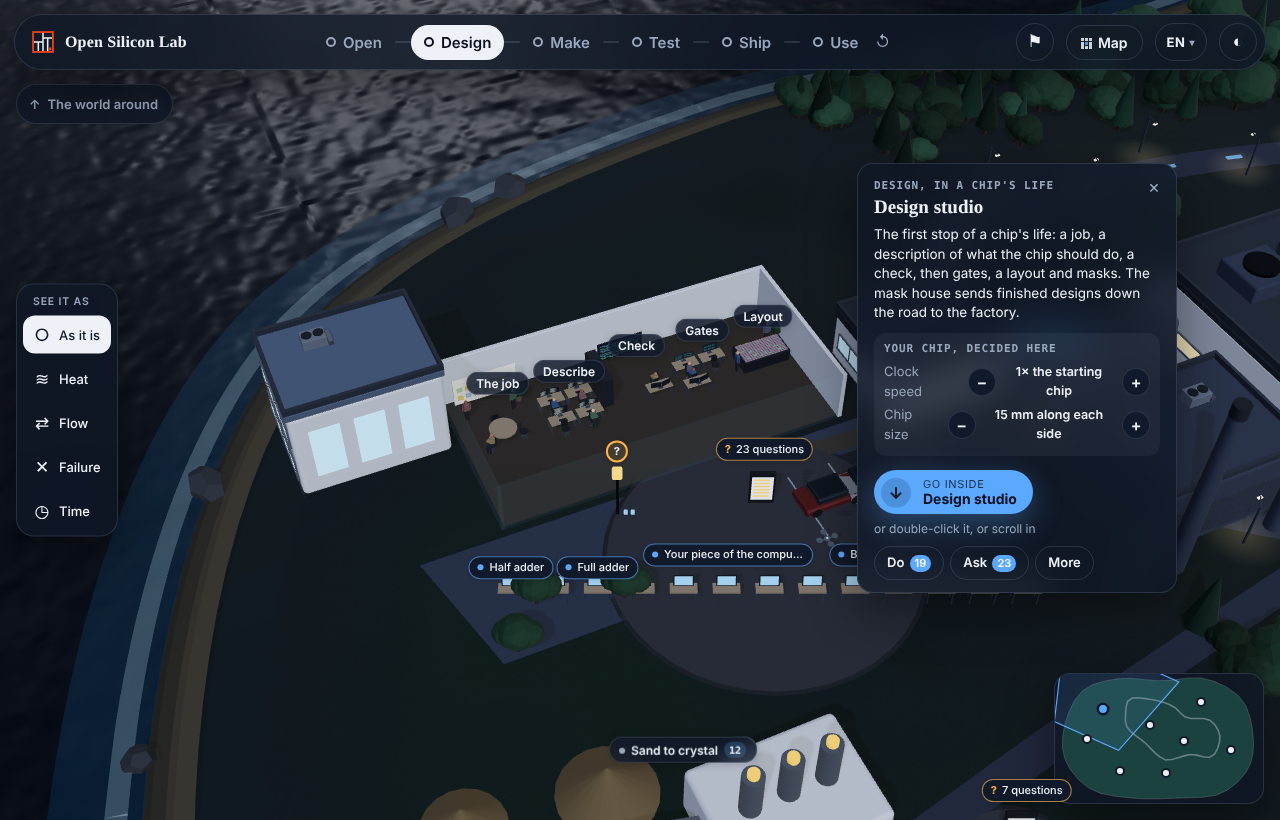 Open Silicon Lab
Open
Design
Make
Test
Ship
Use
Map
EN
The world around
SEE IT AS
As it is
Heat
Flow
Failure
Time
The job
Describe
Check
Gates
Layout
?
? 23 questions
Half adder
Full adder
Your piece of the compu...
B
Sand to crystal 12
DESIGN, IN A CHIP'S LIFE
Design studio
The first stop of a chip's life: a job, a
description of what the chip should do, a
check, then gates, a layout and masks. The
mask house sends finished designs down
the road to the factory.
YOUR CHIP, DECIDED HERE
Clock
speed
− 1× the starting
chip +
Chip
size
− 15 mm along each
side +
GO INSIDE
Design studio
or double-click it, or scroll in
Do 19
Ask 23
More
? 7 questions